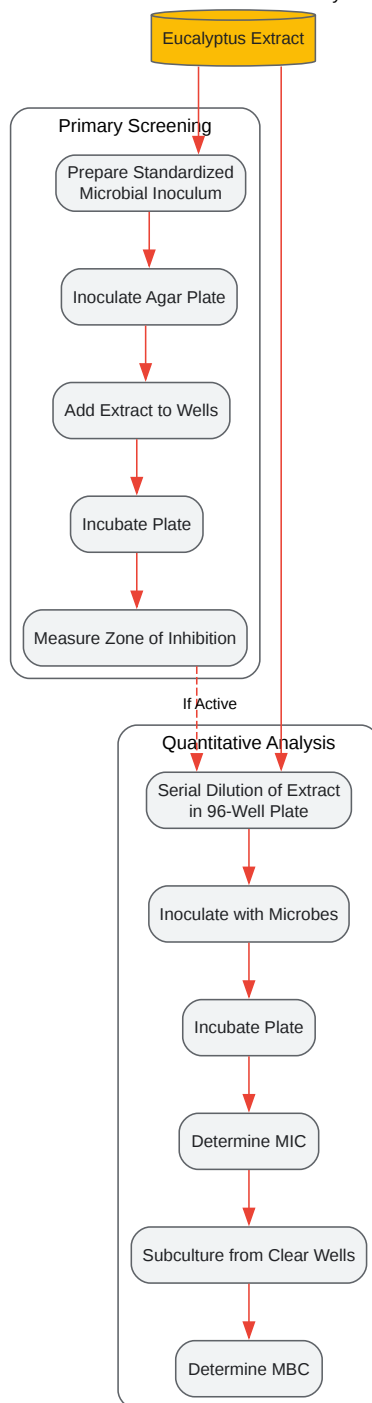 Eucalyptus Extract
Primary Screening
Prepare Standardized
Microbial Inoculum
Inoculate Agar Plate
Add Extract to Wells
Incubate Plate
Measure Zone of Inhibition
If Active
Quantitative Analysis
Serial Dilution of Extract
in 96-Well Plate
Inoculate with Microbes
Incubate Plate
Determine MIC
Subculture from Clear Wells
Determine MBC